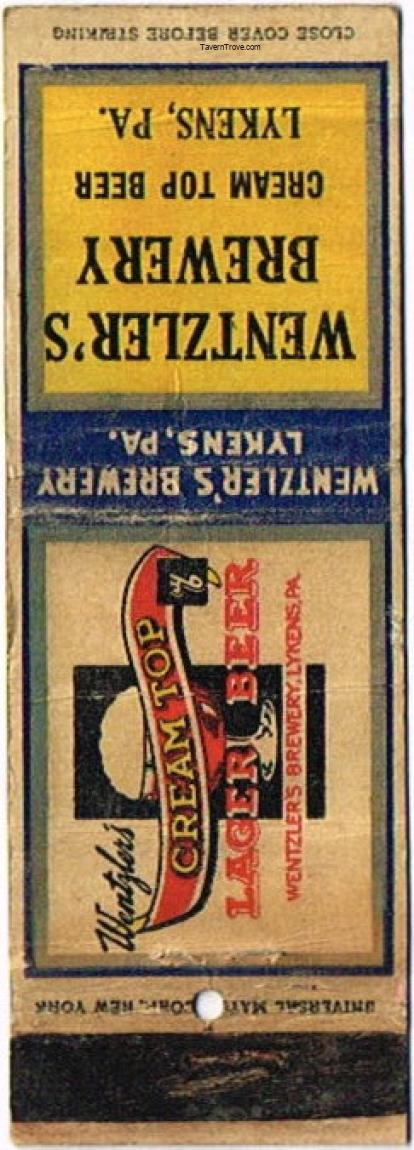 CLOSE COVER BEFORE STRIKING
TavernTrove.com
WENTZLER'S
BREWERY
CREAM TOP BEER
LYKENS, PA.
WENTZLER'S BREWERY
LYKENS, PA.
Wentzler's
CREAM TOP
LAGER BEER
WENTZLER'S BREWERY, LYKENS, PA.
UNIVERSAL CORP., NEW YORK